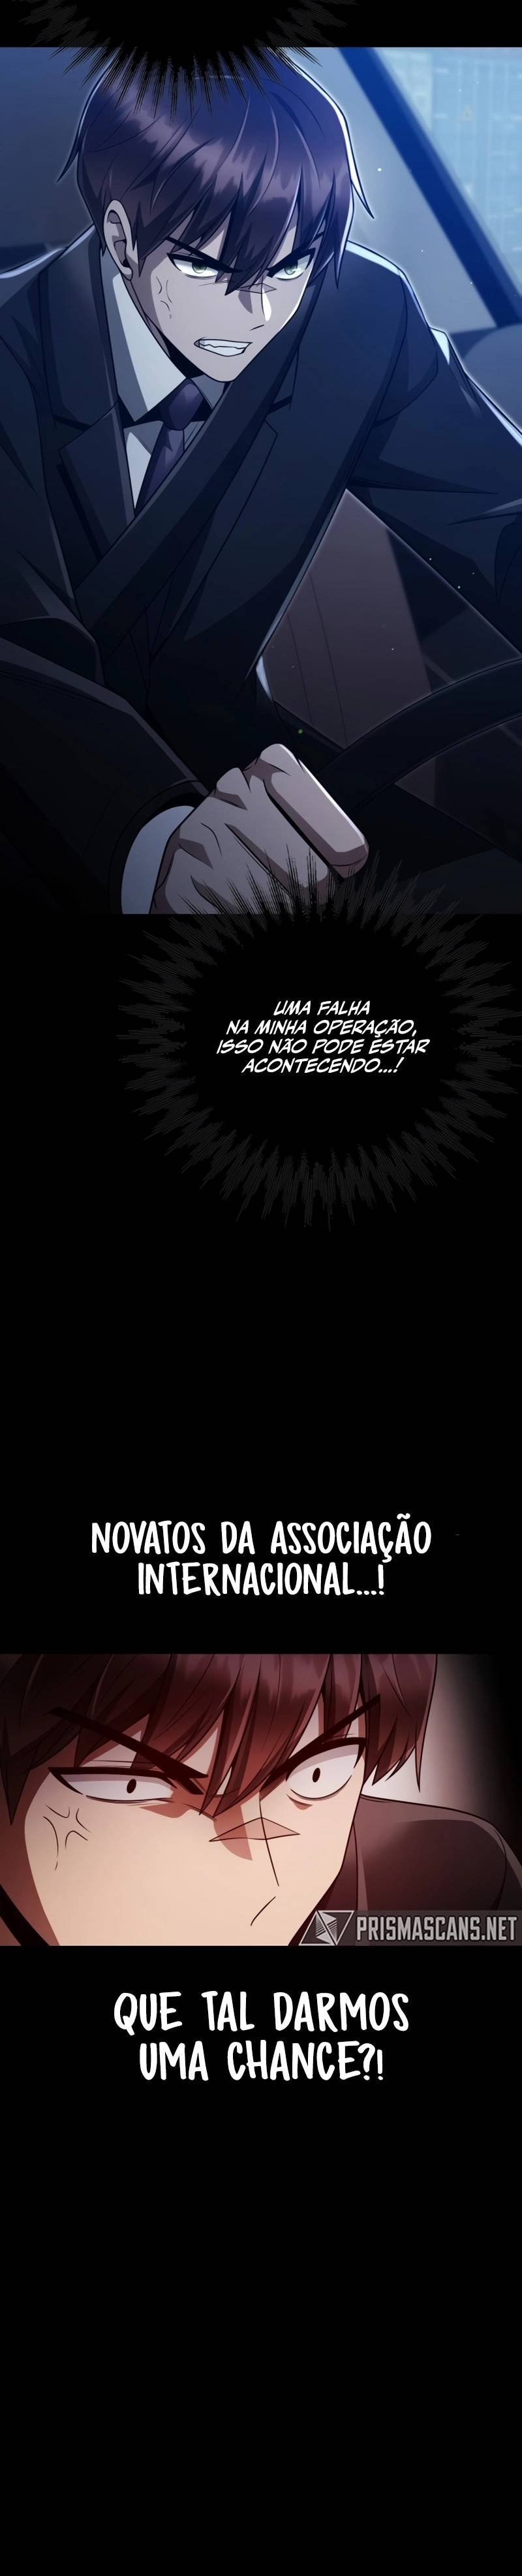 UMA FALHA
NA MINHA OPERAÇÃO,
ISSO NÃO PODE ESTAR
ACONTECENDO...!
NOVATOS DA ASSOCIAÇÃO
INTERNACIONAL...!
PRISMASCANS.NET
QUE TAL DARMOS
UMA CHANCE?!